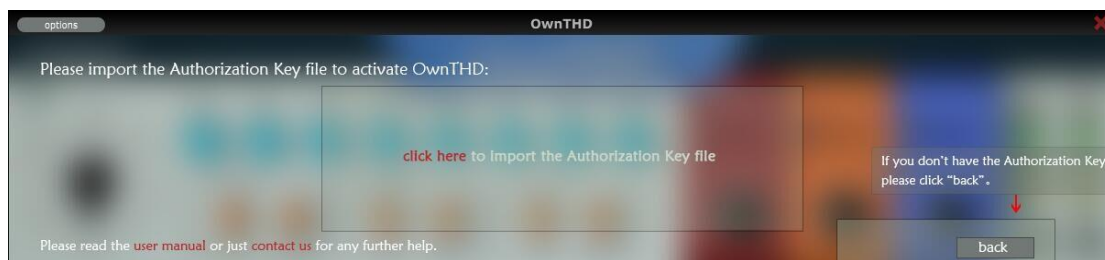 options
OwnTHD
Please import the Authorization Key file to activate OwnTHD:
click here to import the Authorization Key file
If you don't have the Authorization Key
please click "back".
Please read the user manual or just contact us for any further help.
back